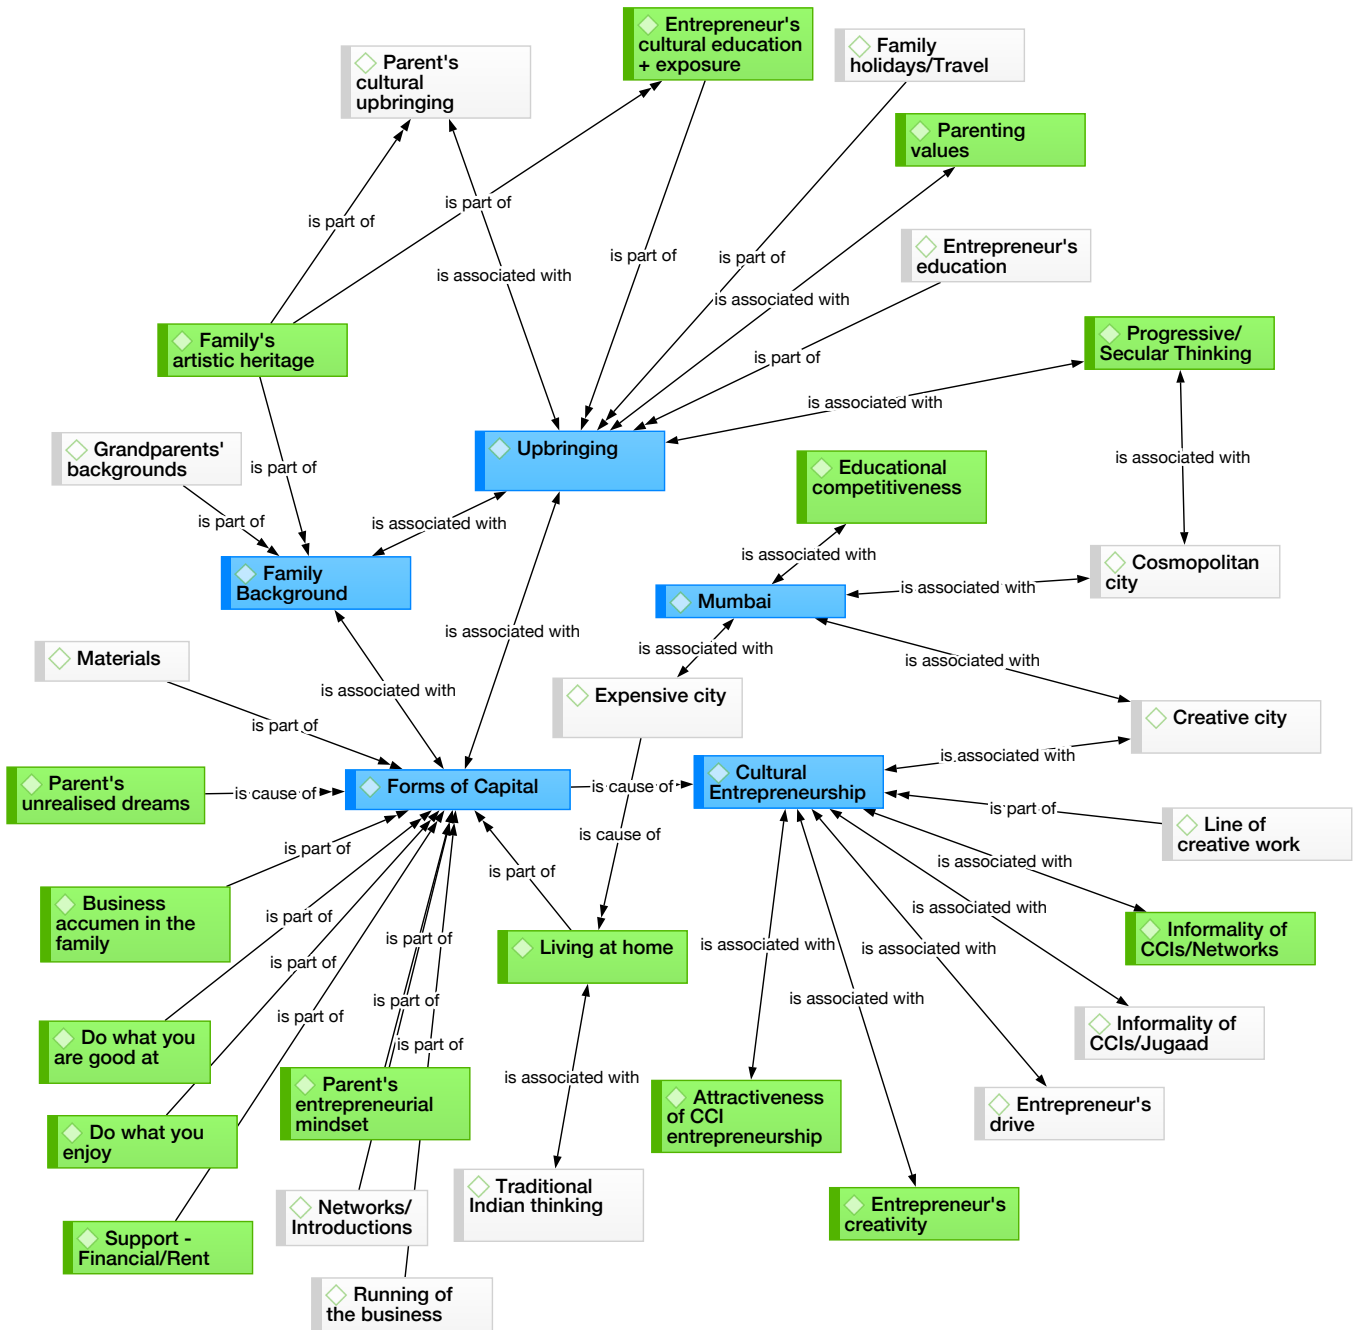 Entrepreneur's
cultural education
+ exposure
Family
holidays/Travel
Parent's
cultural
upbringing
Parenting
values
is part of
is part of
Entrepreneur's
education
is part of
is part of
is associated with
is associated with
Family's
artistic heritage
Progressive/
Secular Thinking
is part of
is associated with
Grandparents'
backgrounds
Upbringing
is part of
Educational
competitiveness
is associated with
is part of
is associated with
is associated with
Family
Background
Cosmopolitan
city
Mumbai
is associated with
is associated with
is associated with
Materials
is associated with
is associated with
Expensive city
Creative city
is part of
is associated with
Parent's
unrealised dreams
is cause of
Forms of Capital
is cause of
Cultural
Entrepreneurship
is part of
Line of
creative work
is cause of
is part of
is associated with
is part of
Business
accumen in the
family
is part of
is associated with
is part of
Living at home
is associated with
is associated with
Informality of
CCIs/Networks
is part of
is part of
is associated with
is part of
is part of
Do what you
are good at
Informality of
CCIs/Jugaad
Parent's
entrepreneurial
mindset
is associated with
Attractiveness
of CCI
entrepreneurship
Entrepreneur's
drive
Do what you
enjoy
Traditional
Indian thinking
Networks/
Introductions
Entrepreneur's
creativity
Support -
Financial/Rent
Running of
the business